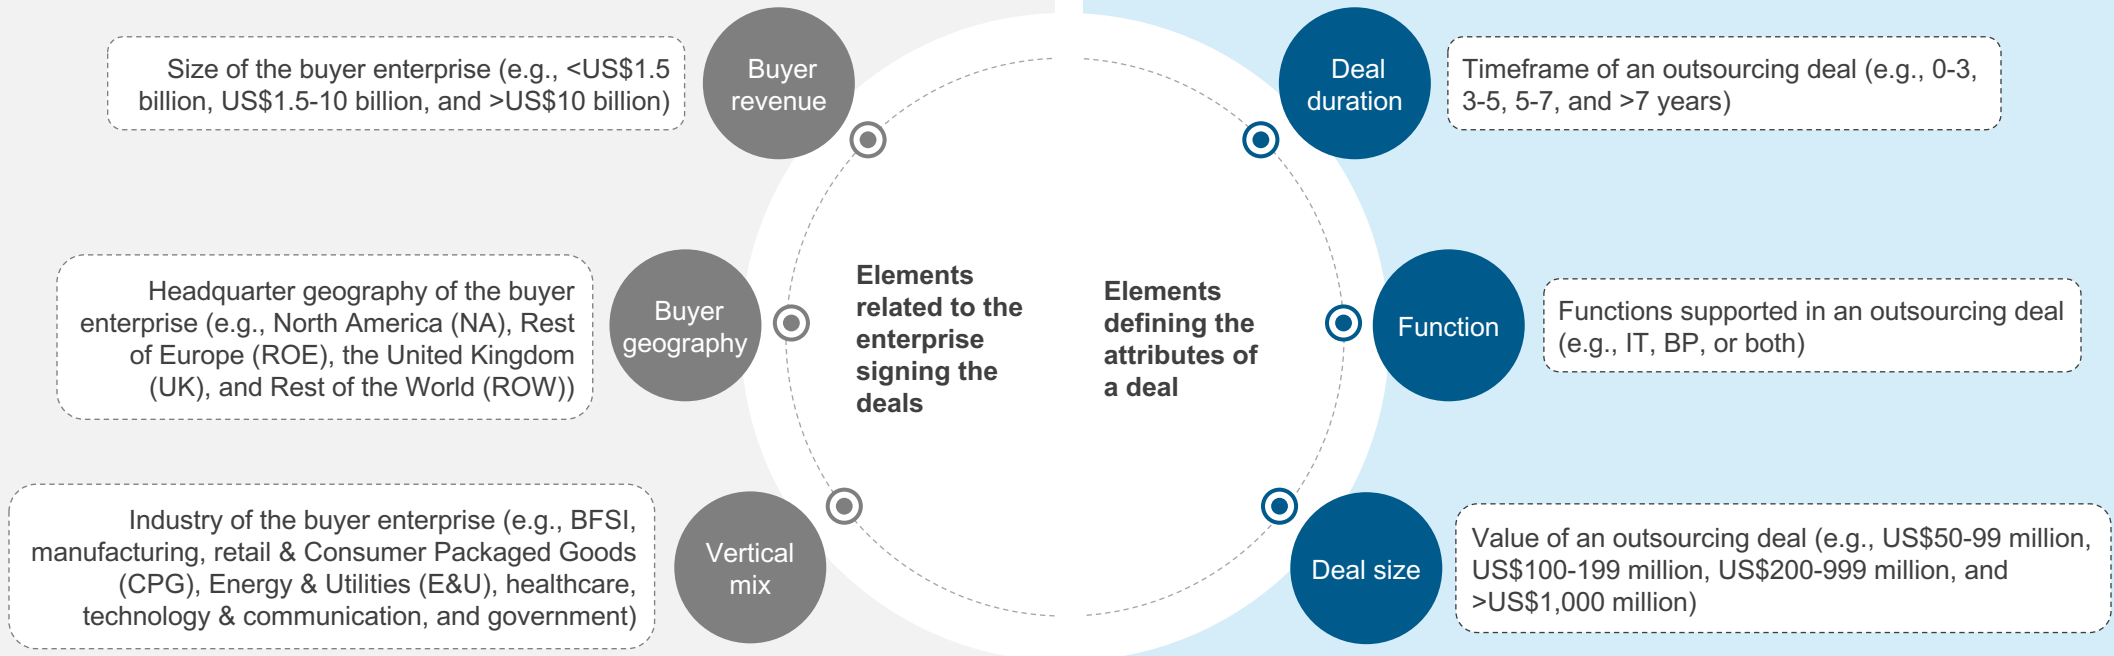 Size of the buyer enterprise (e.g., <US$1.5
billion, US$1.5-10 billion, and >US$10 billion)
Buyer
revenue
Headquarter geography of the buyer
enterprise (e.g., North America (NA), Rest
of Europe (ROE), the United Kingdom
(UK), and Rest of the World (ROW))
Buyer
geography
Industry of the buyer enterprise (e.g., BFSI,
manufacturing, retail & Consumer Packaged Goods
(CPG), Energy & Utilities (E&U), healthcare,
technology & communication, and government)
Vertical
mix
Elements
related to the
enterprise
signing the
deals
Elements
defining the
attributes of
a deal
Deal
duration
Timeframe of an outsourcing deal (e.g., 0-3,
3-5, 5-7, and >7 years)
Function
Functions supported in an outsourcing deal
(e.g., IT, BP, or both)
Deal size
Value of an outsourcing deal (e.g., US$50-99 million,
US$100-199 million, US$200-999 million, and
>US$1,000 million)